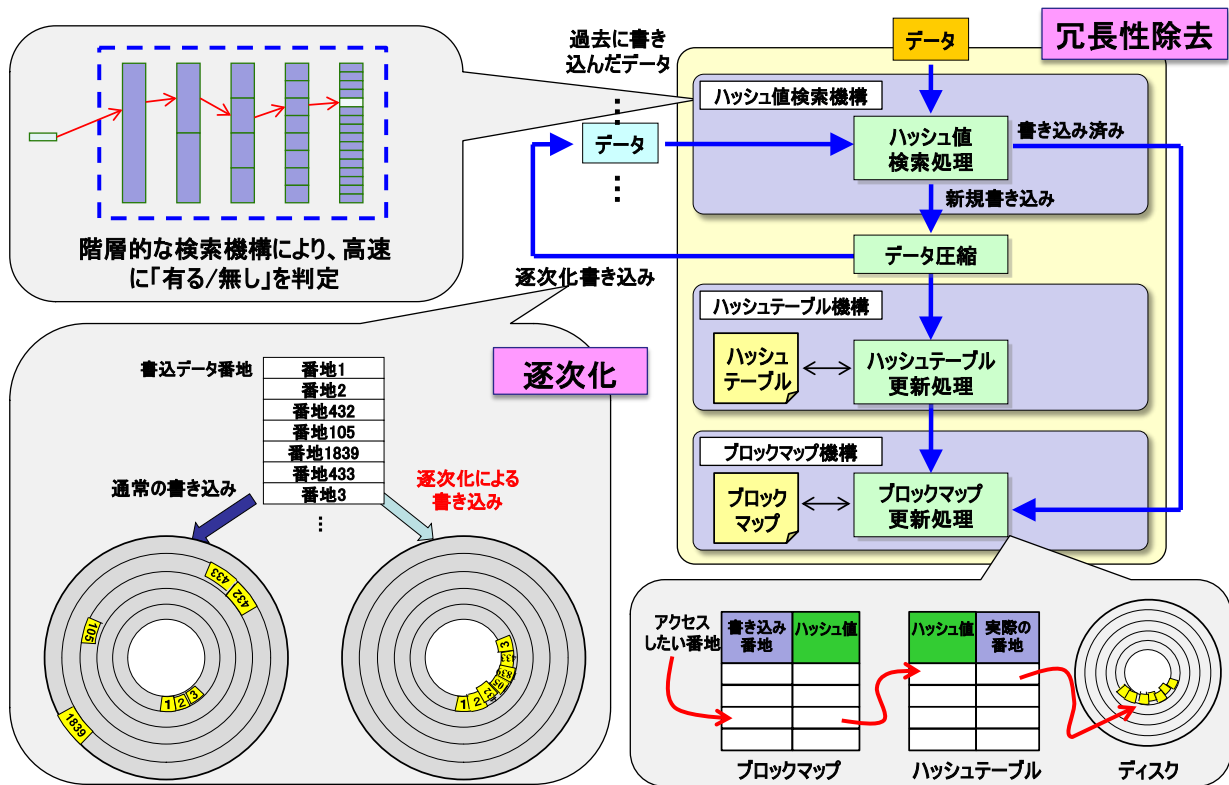 過去に書き
込んだデータ
データ
冗長性除去
ハッシュ値検索機構
データ
ハッシュ値
検索処理
書き込み済み
新規書き込み
階層的な検索機構により、高速
に「有る/無し」を判定
データ圧縮
逐次化書き込み
ハッシュテーブル機構
ハッシュ
テーブル
ハッシュテーブル
更新処理
ブロックマップ機構
ブロック
マップ
ブロックマップ
更新処理
逐次化
書込データ番地
番地1
番地2
番地432
番地105
番地1839
番地433
番地3
通常の書き込み
逐次化による
書き込み
433
432
105
1
2
3
1839
3
433
1
2
アクセス
したい番地
書き込み
番地
ハッシュ値
ハッシュ値
実際の
番地
ブロックマップ
ハッシュテーブル
ディスク